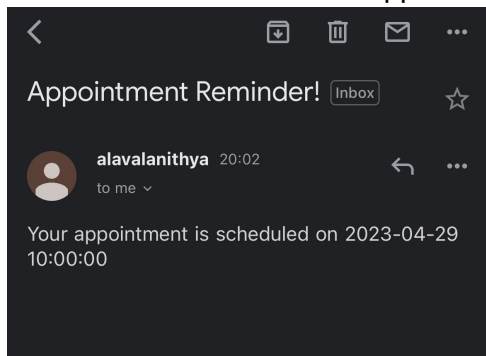 Appointment Reminder! Inbox
alavalanithya 20:02
to me
Your appointment is scheduled on 2023-04-29
10:00:00